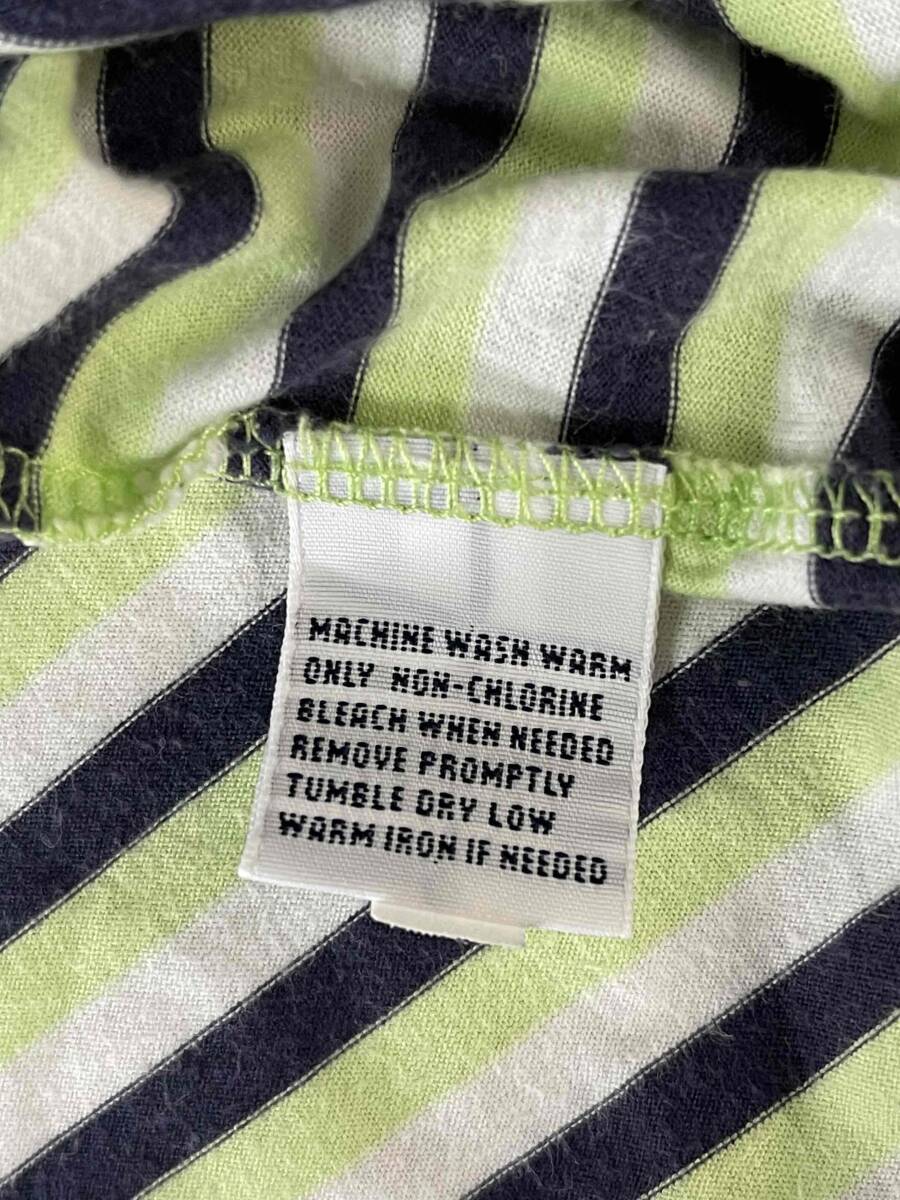 MACHINE WASH WARM
ONLY NON-CHLORINE
BLEACH WHEN NEEDED
REMOVE PROMPTLY
TUMBLE DRY LOW
WARM IRON IF NEEDED